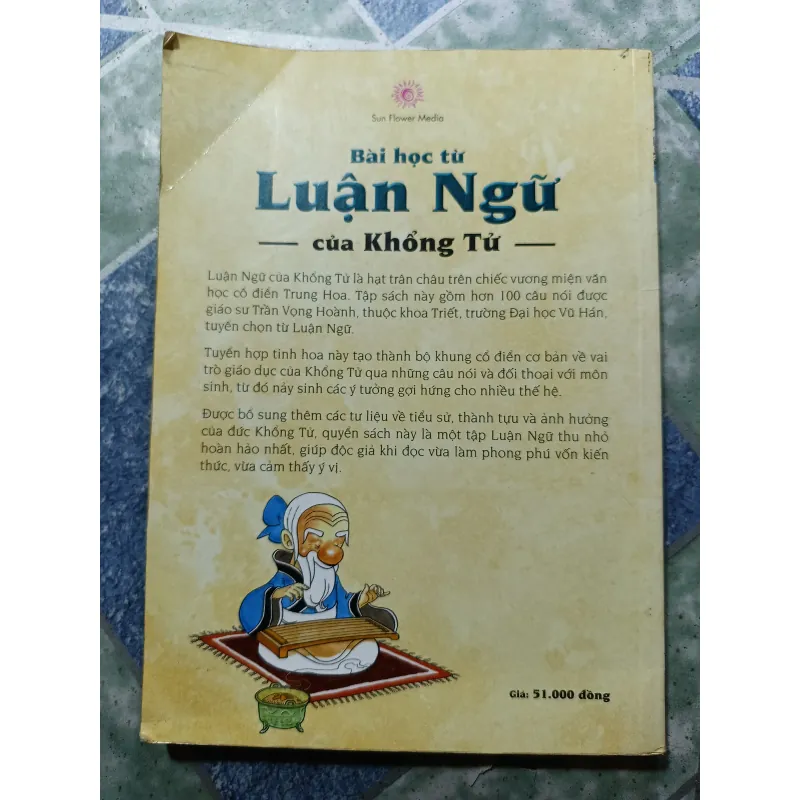 Sun Flower Media
Bài học từ
Luận Ngữ
của Khổng Tử
Luận Ngữ của Khổng Tử là hạt trân châu trên chiếc vương miện văn
học cổ điển Trung Hoa. Tập sách này gồm hơn 100 câu nói được
giáo sư Trần Vọng Hoành, thuộc khoa Triết, trường Đại học Vũ Hán,
tuyển chọn từ Luận Ngữ.
Tuyển hợp tinh hoa này tạo thành bộ khung cổ điển cơ bản về vai
trò giáo dục của Khổng Tử qua những câu nói và đối thoại với môn
sinh, từ đó nảy sinh các ý tưởng gợi hứng cho nhiều thế hệ.
Được bổ sung thêm các tư liệu về tiểu sử, thành tựu và ảnh hưởng
của đức Khổng Tử, quyển sách này là một tập Luận Ngữ thu nhỏ
hoàn hảo nhất, giúp độc giả khi đọc vừa làm phong phú vốn kiến
thức, vừa cảm thấy ý vị.
Giá: 51.000 đồng